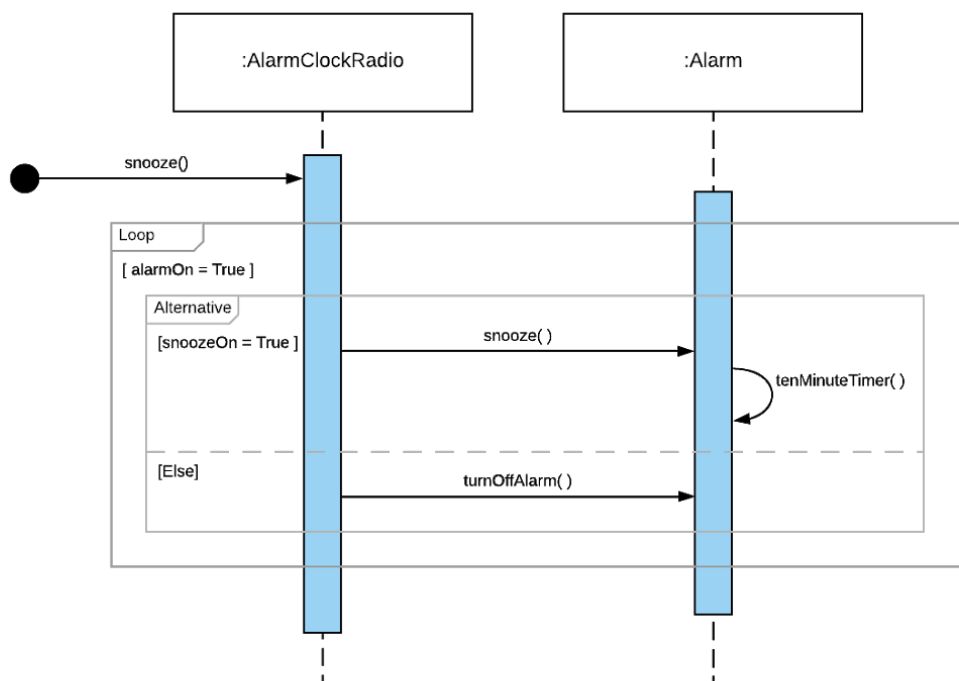 :AlarmClockRadio
:Alarm
snooze()
Loop
[ alarmOn = True ]
Alternative
[snoozeOn = True ]
snooze( )
tenMinuteTimer( )
[Else]
turnOffAlarm( )